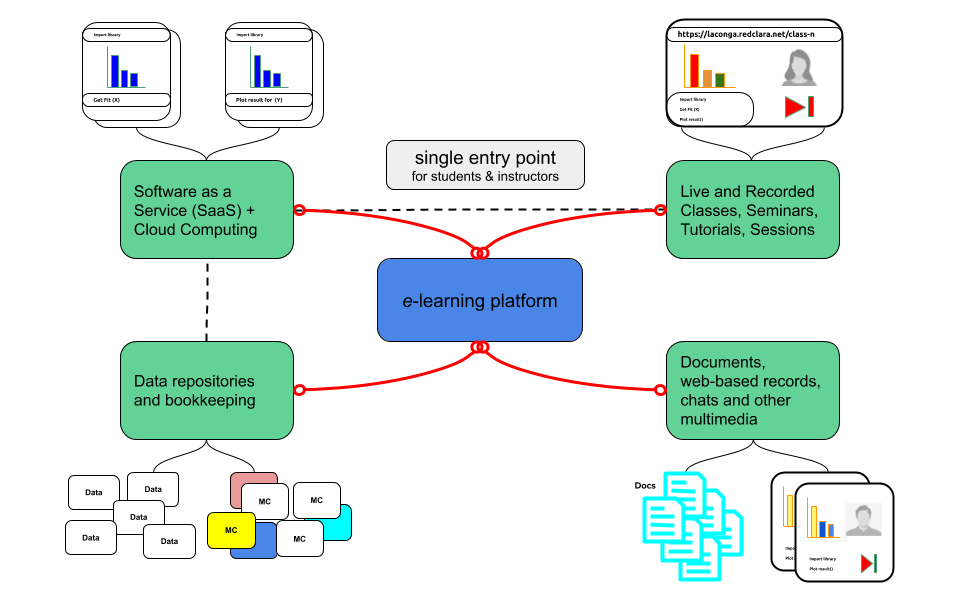 Import library
Get Fit (X)
Import library
Plot result for (Y)
https://laconga.redclara.net/class-n
Import library
Get Fit (X)
Plot result()
single entry point
for students & instructors
Software as a
Service (SaaS) +
Cloud Computing
Live and Recorded
Classes, Seminars,
Tutorials, Sessions
e-learning platform
Data repositories
and bookkeeping
Documents,
web-based records,
chats and other
multimedia
Data
Data
Data
Data
Data
MC
MC
MC
MC
Docs
Impo
Plot
Import library
Plot result()